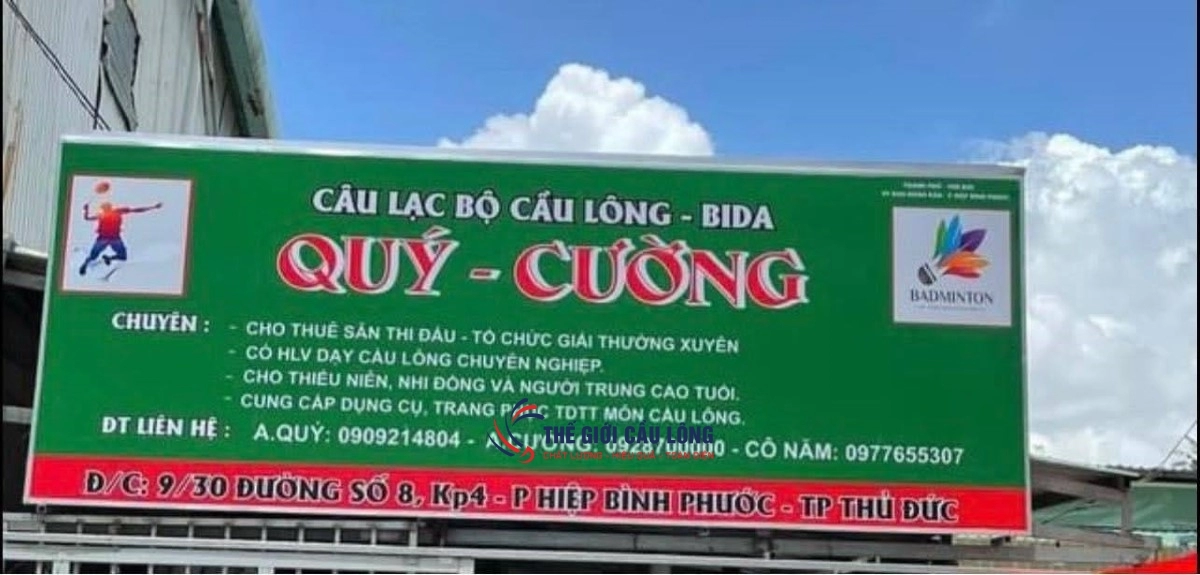 CÂU LẠC BỘ CẦU LÔNG - BIDA
QUÝ - CƯỜNG
BADMINTON
CHUYÊN :
- CHO THUÊ SÂN THI ĐẤU - TỔ CHỨC GIẢI THƯỜNG XUYÊN
- CÓ HLV DẠY CẦU LÔNG CHUYÊN NGHIỆP.
- CHO THIẾU NIÊN, NHI ĐỒNG VÀ NGƯỜI TRUNG CAO TUỔI.
- CUNG CẤP DỤNG CỤ, TRANG PHỤC TDTT MÔN CẦU LÔNG.
ĐT LIÊN HỆ : A.QUÝ: 0909214804 - A.CƯỜNG: - CÔ NĂM: 0977655307
THẾ GIỚI CẦU LÔNG
Đ/C: 9/30 ĐƯỜNG SỐ 8, Kp4 - P HIỆP BÌNH PHƯỚC - TP THỦ ĐỨC